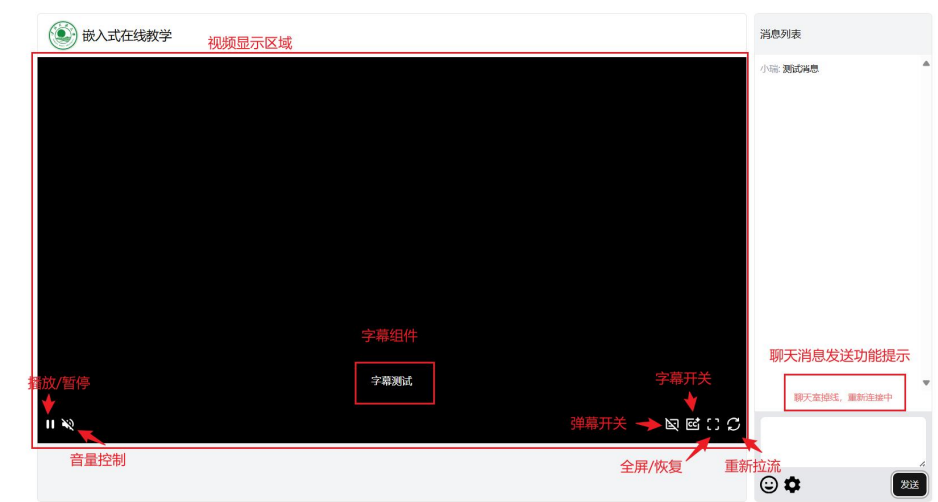 嵌入式在线教学
视频显示区域
消息列表
小瑞: 测试消息
字幕组件
字幕测试
聊天消息发送功能提示
聊天室掉线，重新连接中
播放/暂停
字幕开关
弹幕开关
音量控制
全屏/恢复
重新拉流
发送